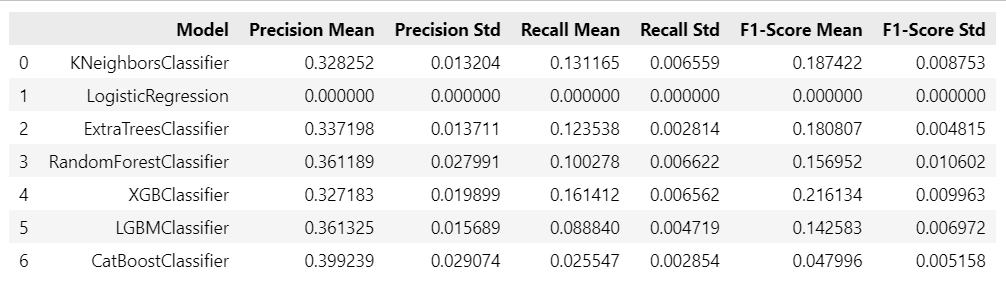 Model Precision Mean Precision Std Recall Mean Recall Std F1-Score Mean F1-Score Std
0 KNeighborsClassifier 0.328252 0.013204 0.131165 0.006559 0.187422 0.008753
1 LogisticRegression 0.000000 0.000000 0.000000 0.000000 0.000000 0.000000
2 ExtraTreesClassifier 0.337198 0.013711 0.123538 0.002814 0.180807 0.004815
3 RandomForestClassifier 0.361189 0.027991 0.100278 0.006622 0.156952 0.010602
4 XGBClassifier 0.327183 0.019899 0.161412 0.006562 0.216134 0.009963
5 LGBMClassifier 0.361325 0.015689 0.088840 0.004719 0.142583 0.006972
6 CatBoostClassifier 0.399239 0.029074 0.025547 0.002854 0.047996 0.005158